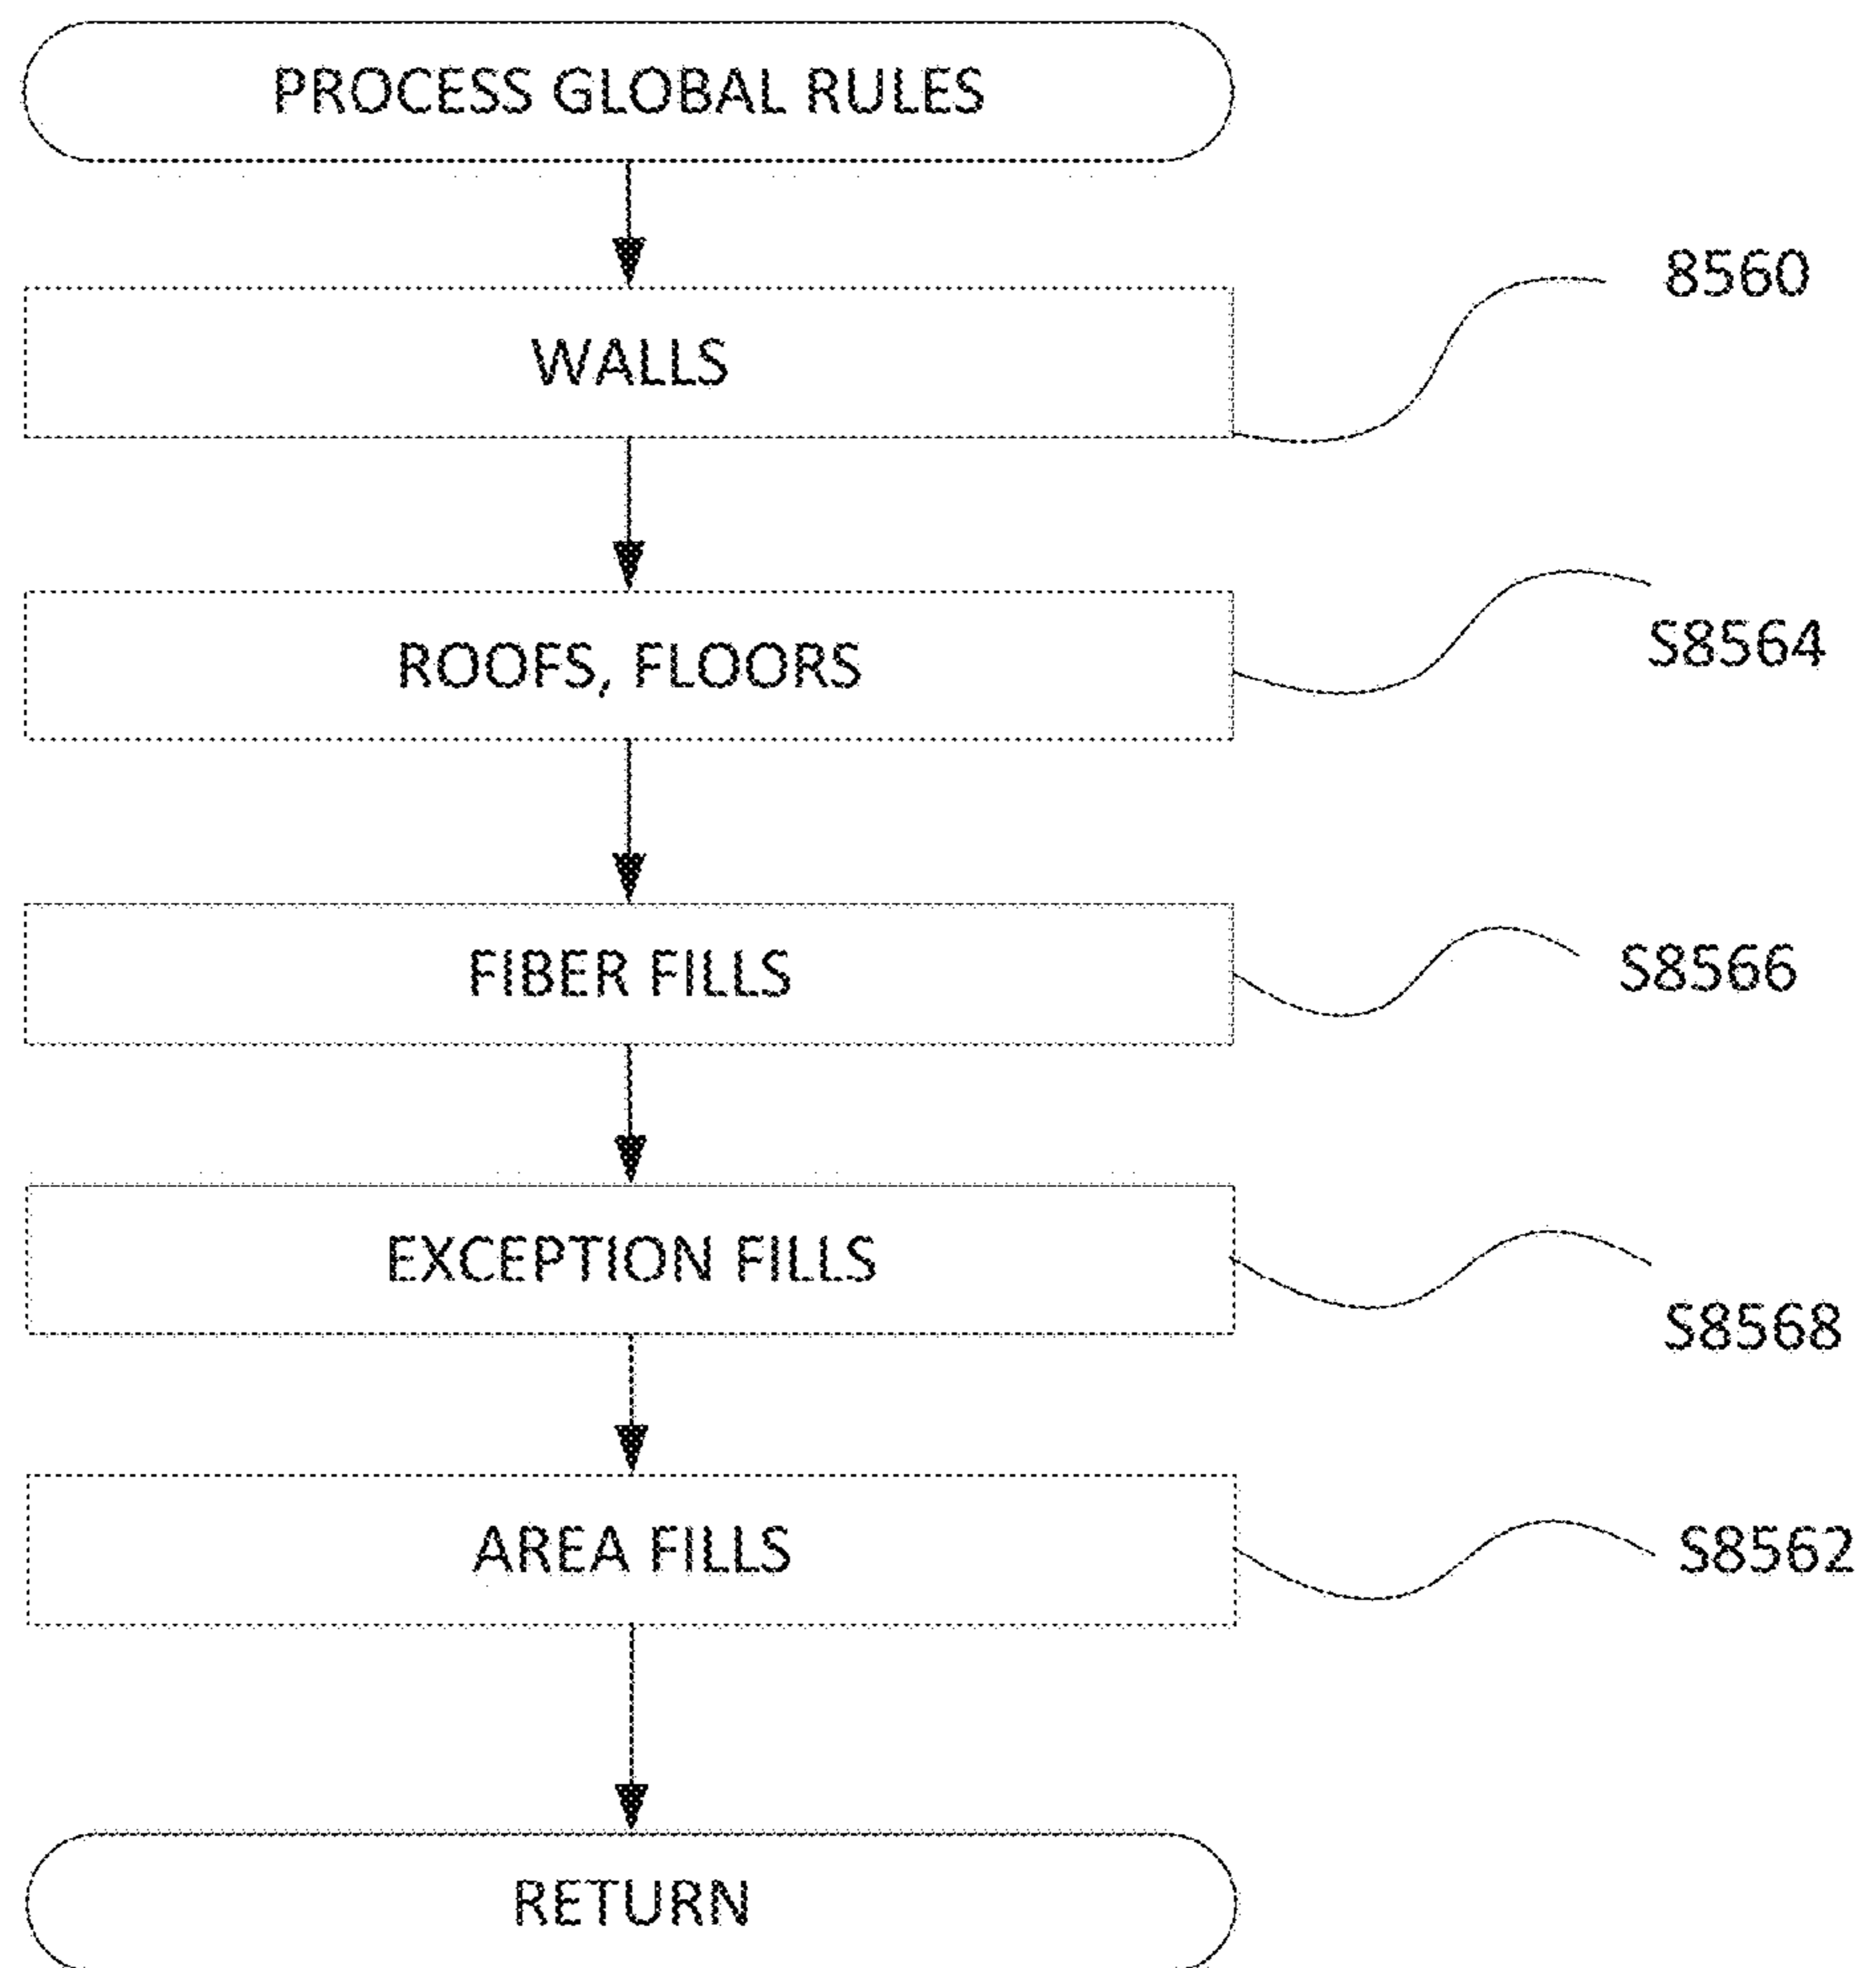 PROCESS GLOBAL RULES
8560
WALLS
ROOFS, FLOORS
S8564
FIBER FILLS
S8566
EXCEPTION FILLS
S8568
AREA FILLS
S8562
RETURN